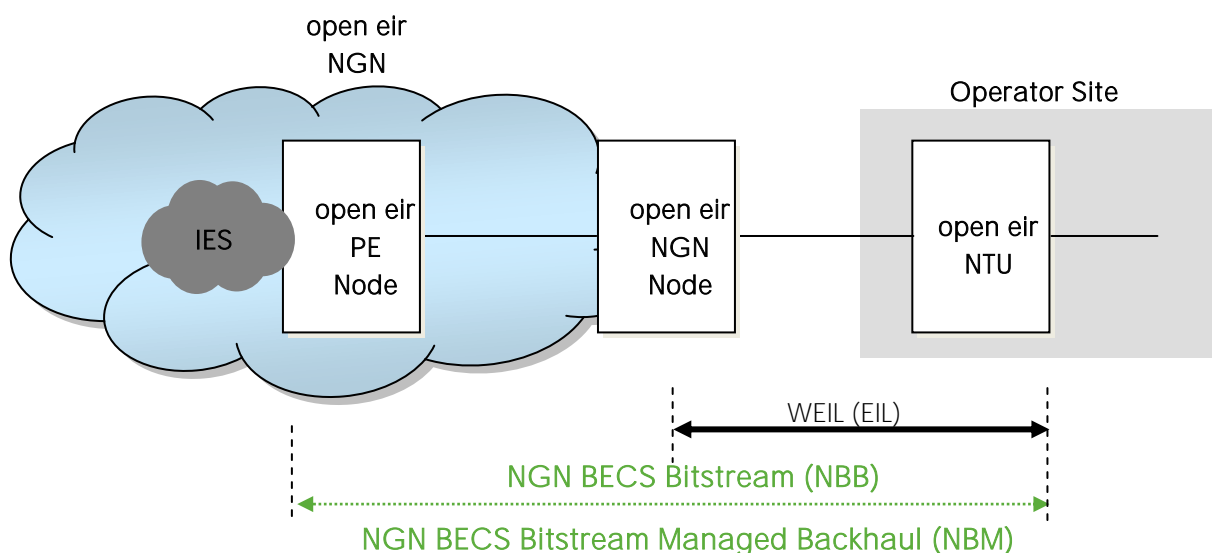 open eir
NGN
Operator Site
IES
open eir
PE
Node
open eir
NGN
Node
open eir
NTU
WEIL (EIL)
NGN BECS Bitstream (NBB)
NGN BECS Bitstream Managed Backhaul (NBM)